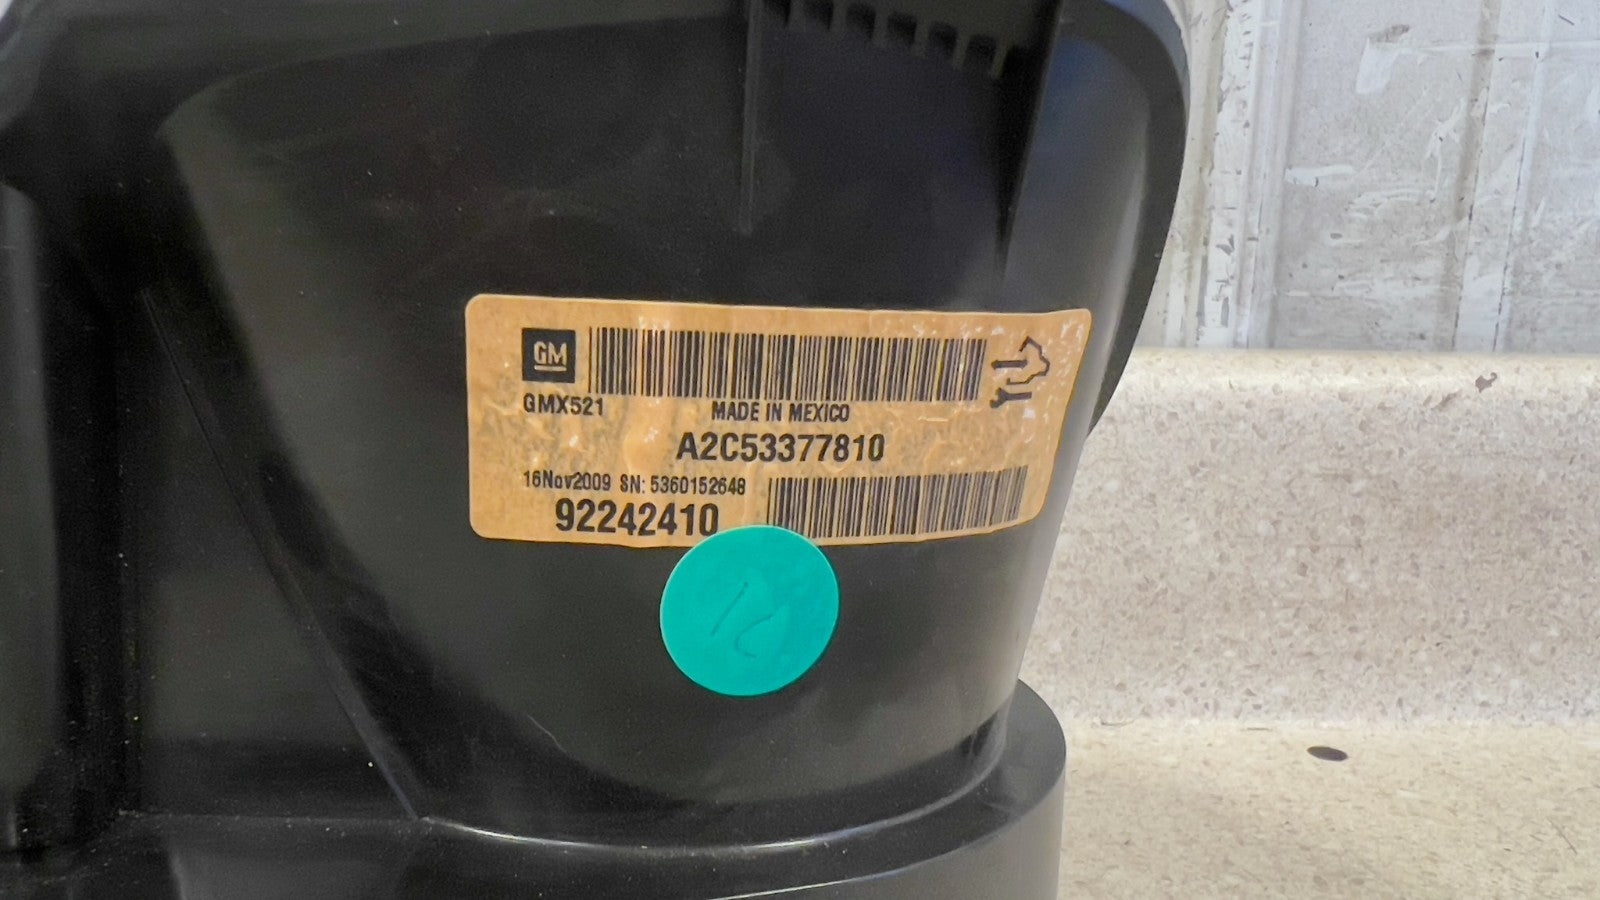 GM
GMX521
MADE IN MEXICO
A2C53377810
16Nov2009 SN: 5360152648
92242410